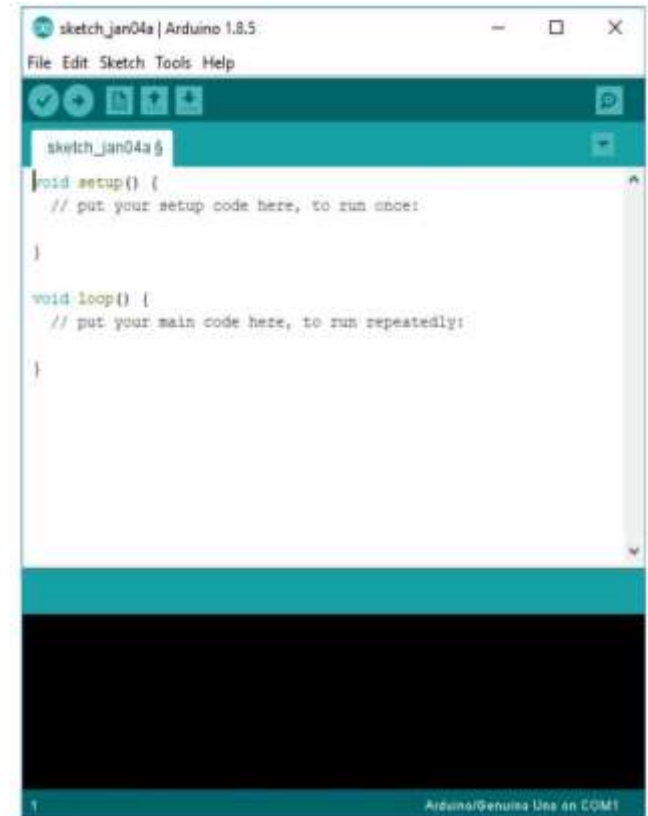 sketch_jan04a | Arduino 1.8.5
File Edit Sketch Tools Help
sketch_jan04a §
void setup() {
  // put your setup code here, to run once:
}
void loop() {
  // put your main code here, to run repeatedly:
}
1
Arduino/Genuino Uno on COM1